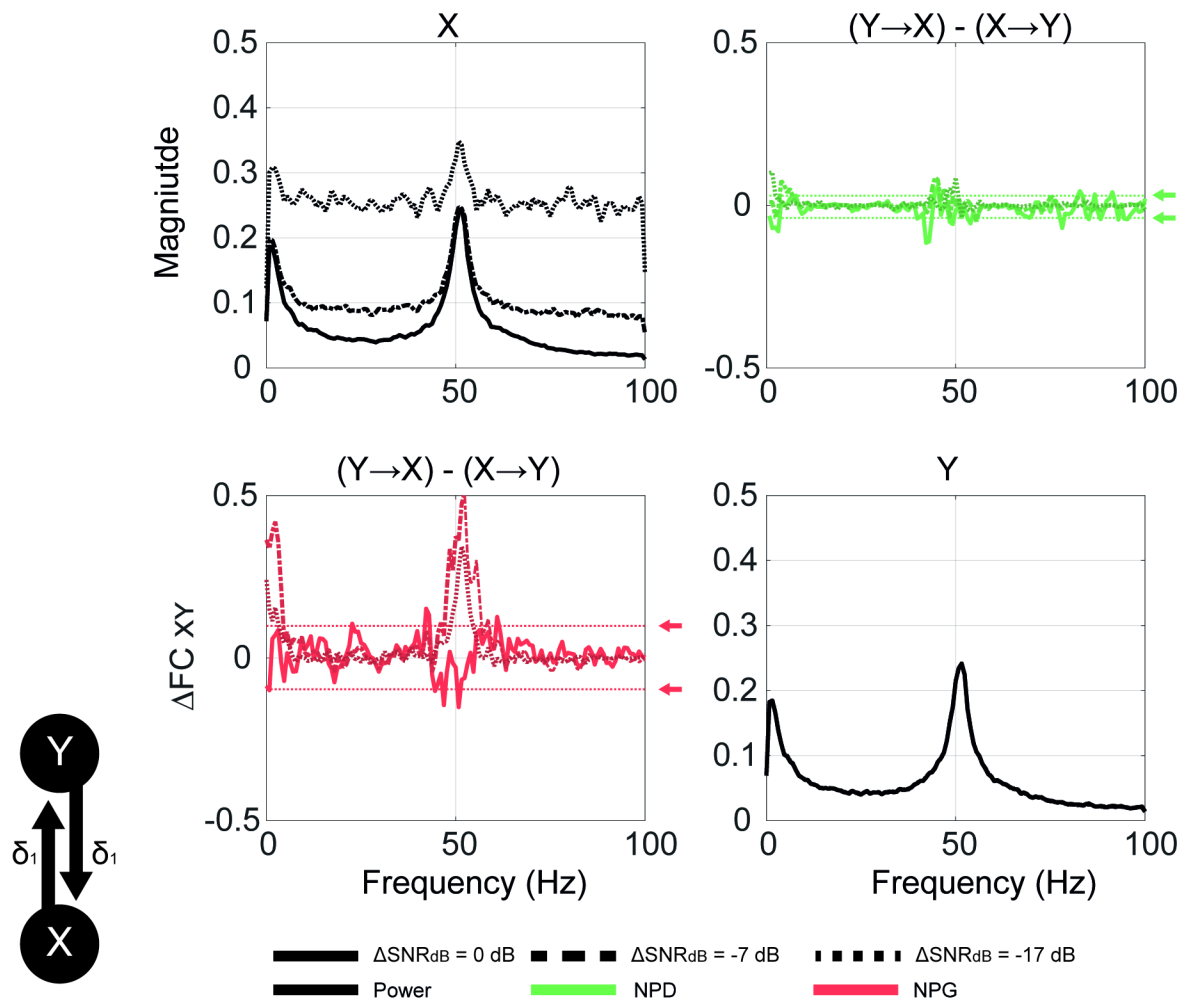 X
(Y→X) - (X→Y)
0.5
0.4
0.3
0.2
0.1
0
Magniutde
0
50
100
0.5
0
-0.5
0
50
100
(Y→X) - (X→Y)
Y
0.5
0
-0.5
ΔFC XY
0
50
100
Frequency (Hz)
0.5
0.4
0.3
0.2
0.1
0
0
50
100
Frequency (Hz)
Y
δ1
δ1
X
ΔSNRdB = 0 dB
ΔSNRdB = -7 dB
ΔSNRdB = -17 dB
Power
NPD
NPG